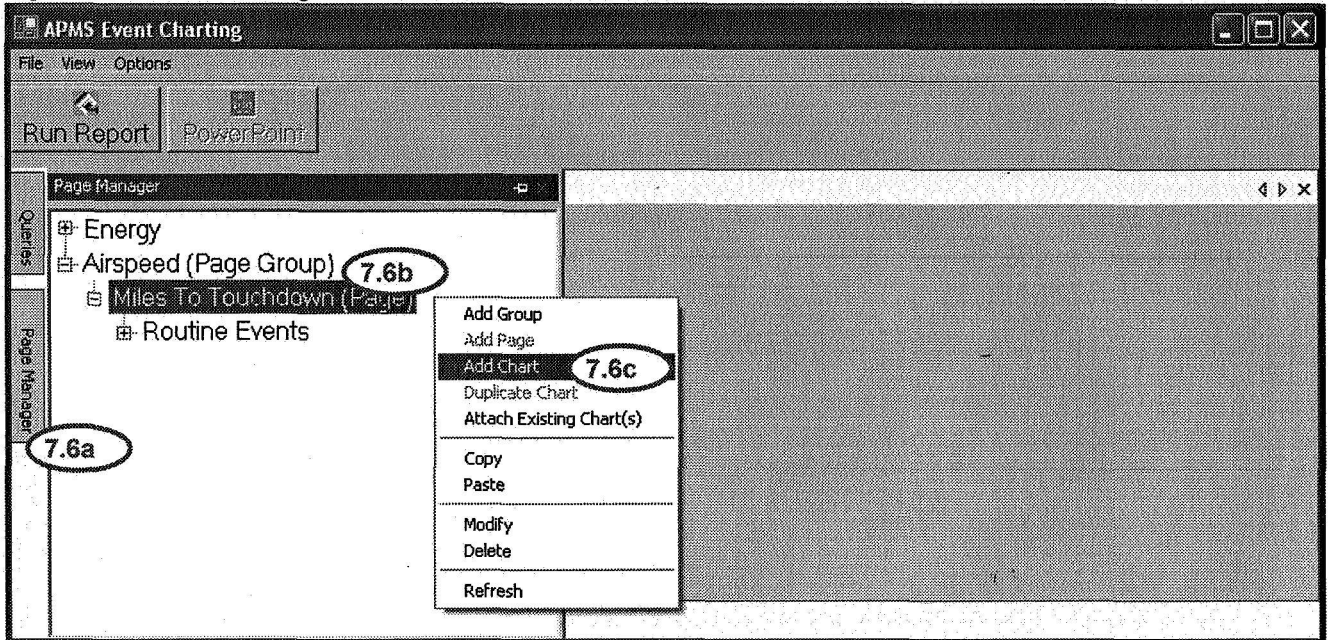 APMS Event Charting
File View Options
Run Report PowerPoint
Queries
Page Manager
Page Manager
Energy
Airspeed (Page Group) 7.6b
Miles To Touchdown (Page)
Routine Events
7.6a
Add Group
Add Page
Add Chart 7.6c
Duplicate Chart
Attach Existing Chart(s)
Copy
Paste
Modify
Delete
Refresh